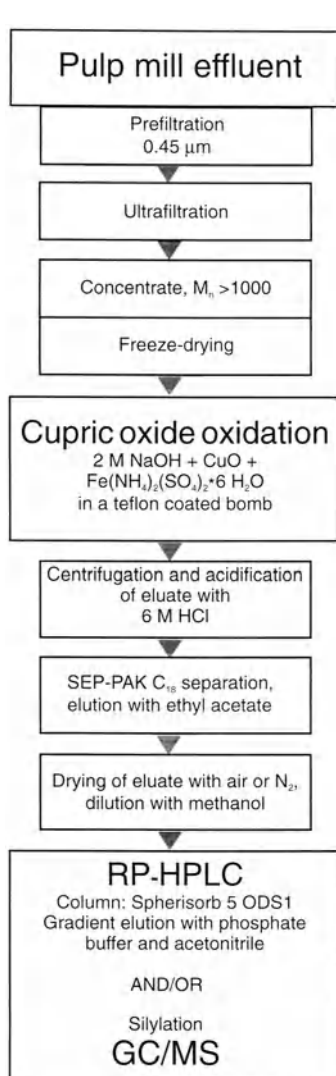 Pulp mill effluent
Prefiltration
0.45 µm
Ultrafiltration
Concentrate, Mₙ >1000
Freeze-drying
Cupric oxide oxidation
2 M NaOH + CuO +
Fe(NH₄)₂(SO₄)₂•6 H₂O
in a teflon coated bomb
Centrifugation and acidification
of eluate with
6 M HCl
SEP-PAK C₁₈ separation,
elution with ethyl acetate
Drying of eluate with air or N₂,
dilution with methanol
RP-HPLC
Column: Spherisorb 5 ODS1
Gradient elution with phosphate
buffer and acetonitrile
AND/OR
Silylation
GC/MS